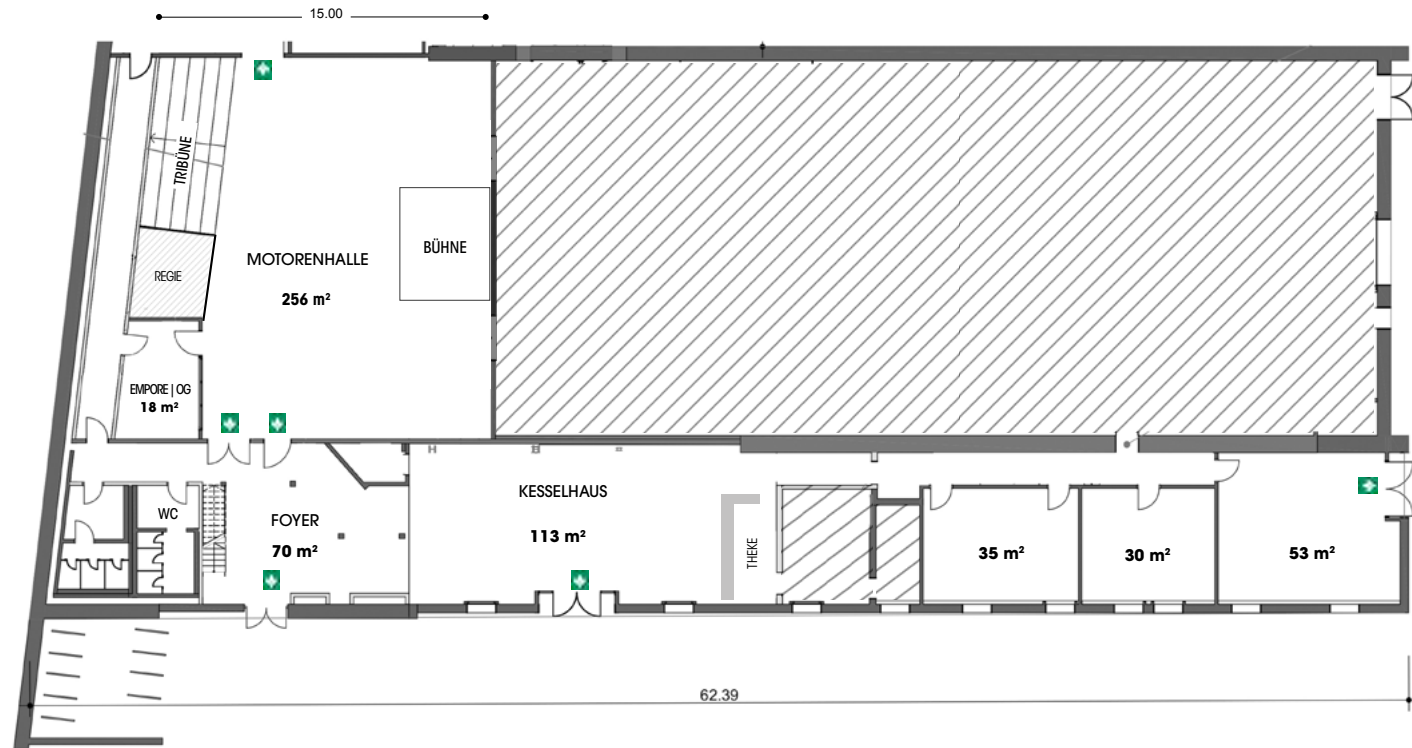 15.00
TRIBÜNE
REGIE
MOTORENHALLE
256 m²
BÜHNE
EMPORE | OG
18 m²
WC
FOYER
70 m²
KESSELHAUS
113 m²
THEKE
35 m²
30 m²
53 m²
62.39